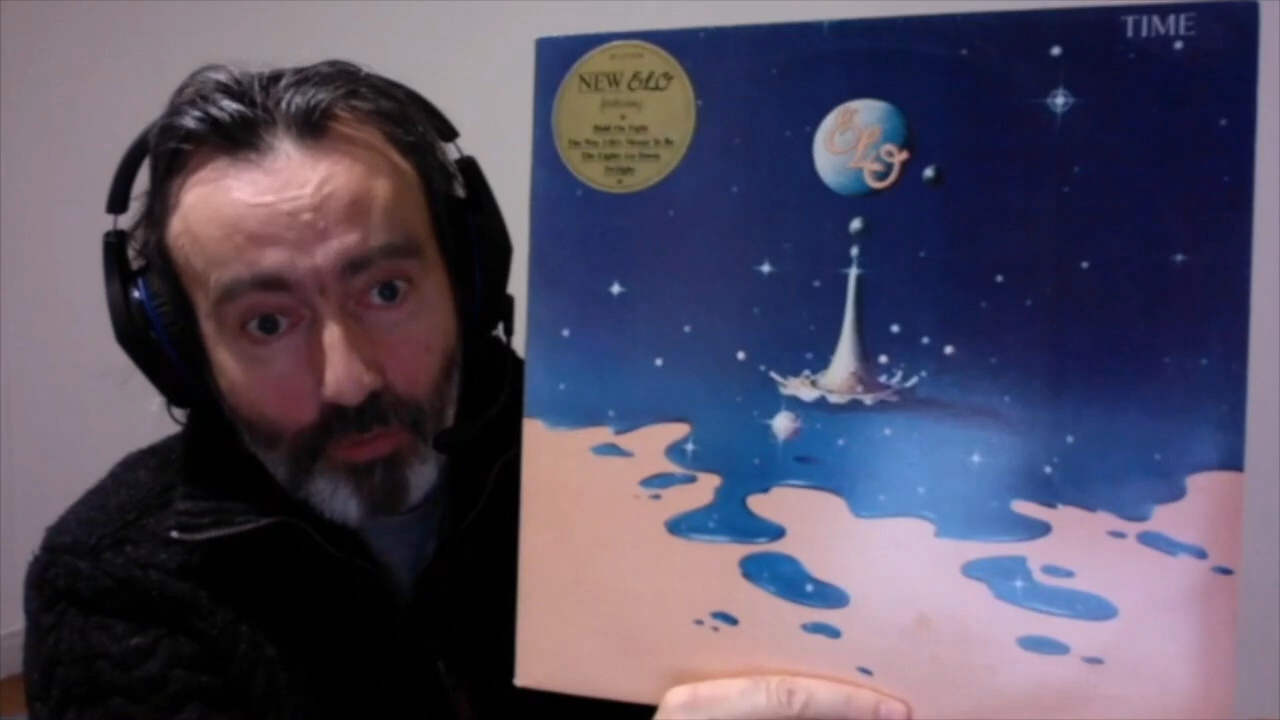 TIME
NEW ELO
featuring
Hold On Tight
The Way Life's Meant To Be
The Lights Go Down
Twilight
ELO